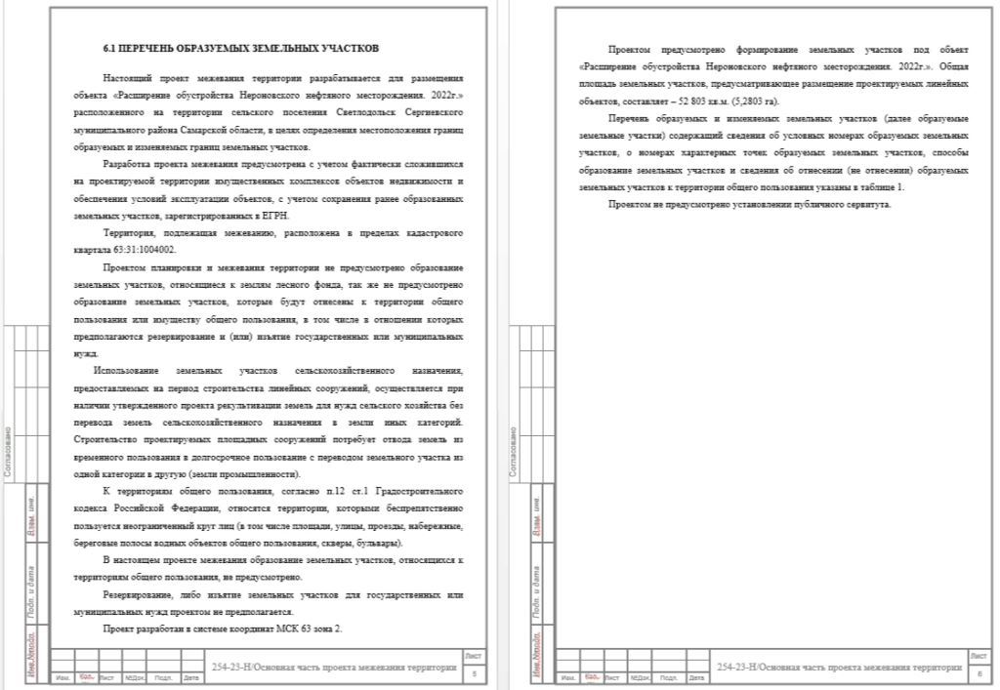 6.1 ПЕРЕЧЕНЬ ОБРАЗУЕМЫХ ЗЕМЕЛЬНЫХ УЧАСТКОВ
Настоящий проект межевания территории разрабатывается для размещения
объекта «Расширение обустройства Нероновского нефтяного месторождения. 2022г.»
расположенного на территории сельского поселения Светлодольск Сергиевского
муниципального района Самарской области, в целях определения местоположения границ
образуемых и изменяемых границ земельных участков.
Разработка проекта межевания предусмотрена с учетом фактически сложившихся
на проектируемой территории имущественных комплексов объектов недвижимости и
обеспечения условий эксплуатации объектов, с учетом сохранения ранее образованных
земельных участков, зарегистрированных в ЕГРН.
Территория, подлежащая межеванию, расположена в пределах кадастрового
квартала 63:31:1004002.
Проектом планировки и межевания территории не предусмотрено образование
земельных участков, относящиеся к землям лесного фонда, так же не предусмотрено
образование земельных участков, которые будут отнесены к территории общего
пользования или имуществу общего пользования, в том числе в отношении которых
предполагаются резервирование и (или) изъятие государственных или муниципальных
нужд.
Использование земельных участков сельскохозяйственного назначения,
предоставляемых на период строительства линейных сооружений, осуществляется при
наличии утвержденного проекта рекультивации земель для нужд сельского хозяйства без
перевода земель сельскохозяйственного назначения в земли иных категорий.
Строительство проектируемых площадных сооружений потребует отвода земель из
временного пользования в долгосрочное пользование с переводом земельного участка из
одной категории в другую (земли промышленности).
К территориям общего пользования, согласно п.12 ст.1 Градостроительного
кодекса Российской Федерации, относятся территории, которыми беспрепятственно
пользуется неограниченный круг лиц (в том числе площади, улицы, проезды, набережные,
береговые полосы водных объектов общего пользования, скверы, бульвары).
В настоящем проекте межевания образование земельных участков, относящихся к
территориям общего пользования, не предусмотрено.
Резервирование, либо изъятие земельных участков для государственных или
муниципальных нужд проектом не предполагается.
Проект разработан в системе координат МСК 63 зона 2.
Согласовано
Взам. инв.
Подп. и дата
Инв.№подл.
Изм. Кол. Лист №Док. Подп. Дата
254-23-Н/Основная часть проекта межевания территории
Лист
5
Проектом предусмотрено формирование земельных участков под объект
«Расширение обустройства Нероновского нефтяного месторождения. 2022г.». Общая
площадь земельных участков, предусматривающее размещение проектируемых линейных
объектов, составляет – 52 803 кв.м. (5,2803 га).
Перечень образуемых и изменяемых земельных участков (далее образуемые
земельные участки) содержащий сведения об условных номерах образуемых земельных
участков, о номерах характерных точек образуемых земельных участков, способы
образование земельных участков и сведения об отнесении (не отнесении) образуемых
земельных участков к территории общего пользования указаны в таблице 1.
Проектом не предусмотрено установлении публичного сервитута.
Согласовано
Взам. инв.
Подп. и дата
Инв.№подл.
Изм. Кол. Лист №Док. Подп. Дата
254-23-Н/Основная часть проекта межевания территории
Лист
6